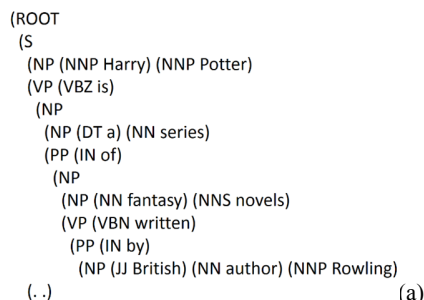 (ROOT
(S
(NP (NNP Harry) (NNP Potter)
(VP (VBZ is)
(NP
(NP (DT a) (NN series)
(PP (IN of)
(NP
(NP (NN fantasy) (NNS novels)
(VP (VBN written)
(PP (IN by)
(NP (JJ British) (NN author) (NNP Rowling)
(. .) (a)